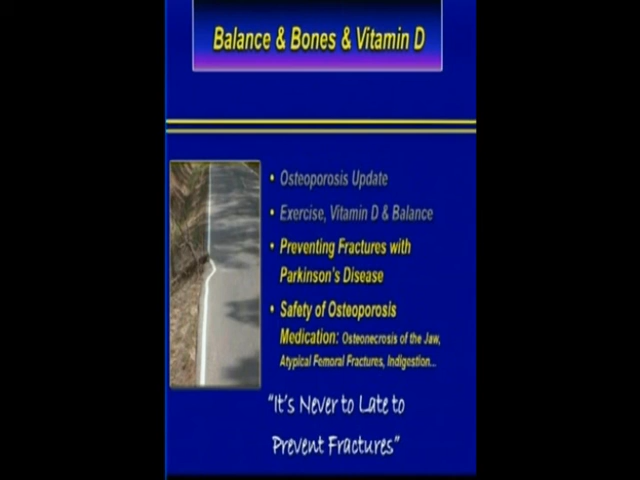 Balance & Bones & Vitamin D
• Osteoporosis Update
• Exercise, Vitamin D & Balance
• Preventing Fractures with
Parkinson's Disease
• Safety of Osteoporosis
Medication: Osteonecrosis of the Jaw,
Atypical Femoral Fractures, Indigestion...
"It's Never to Late to
Prevent Fractures"